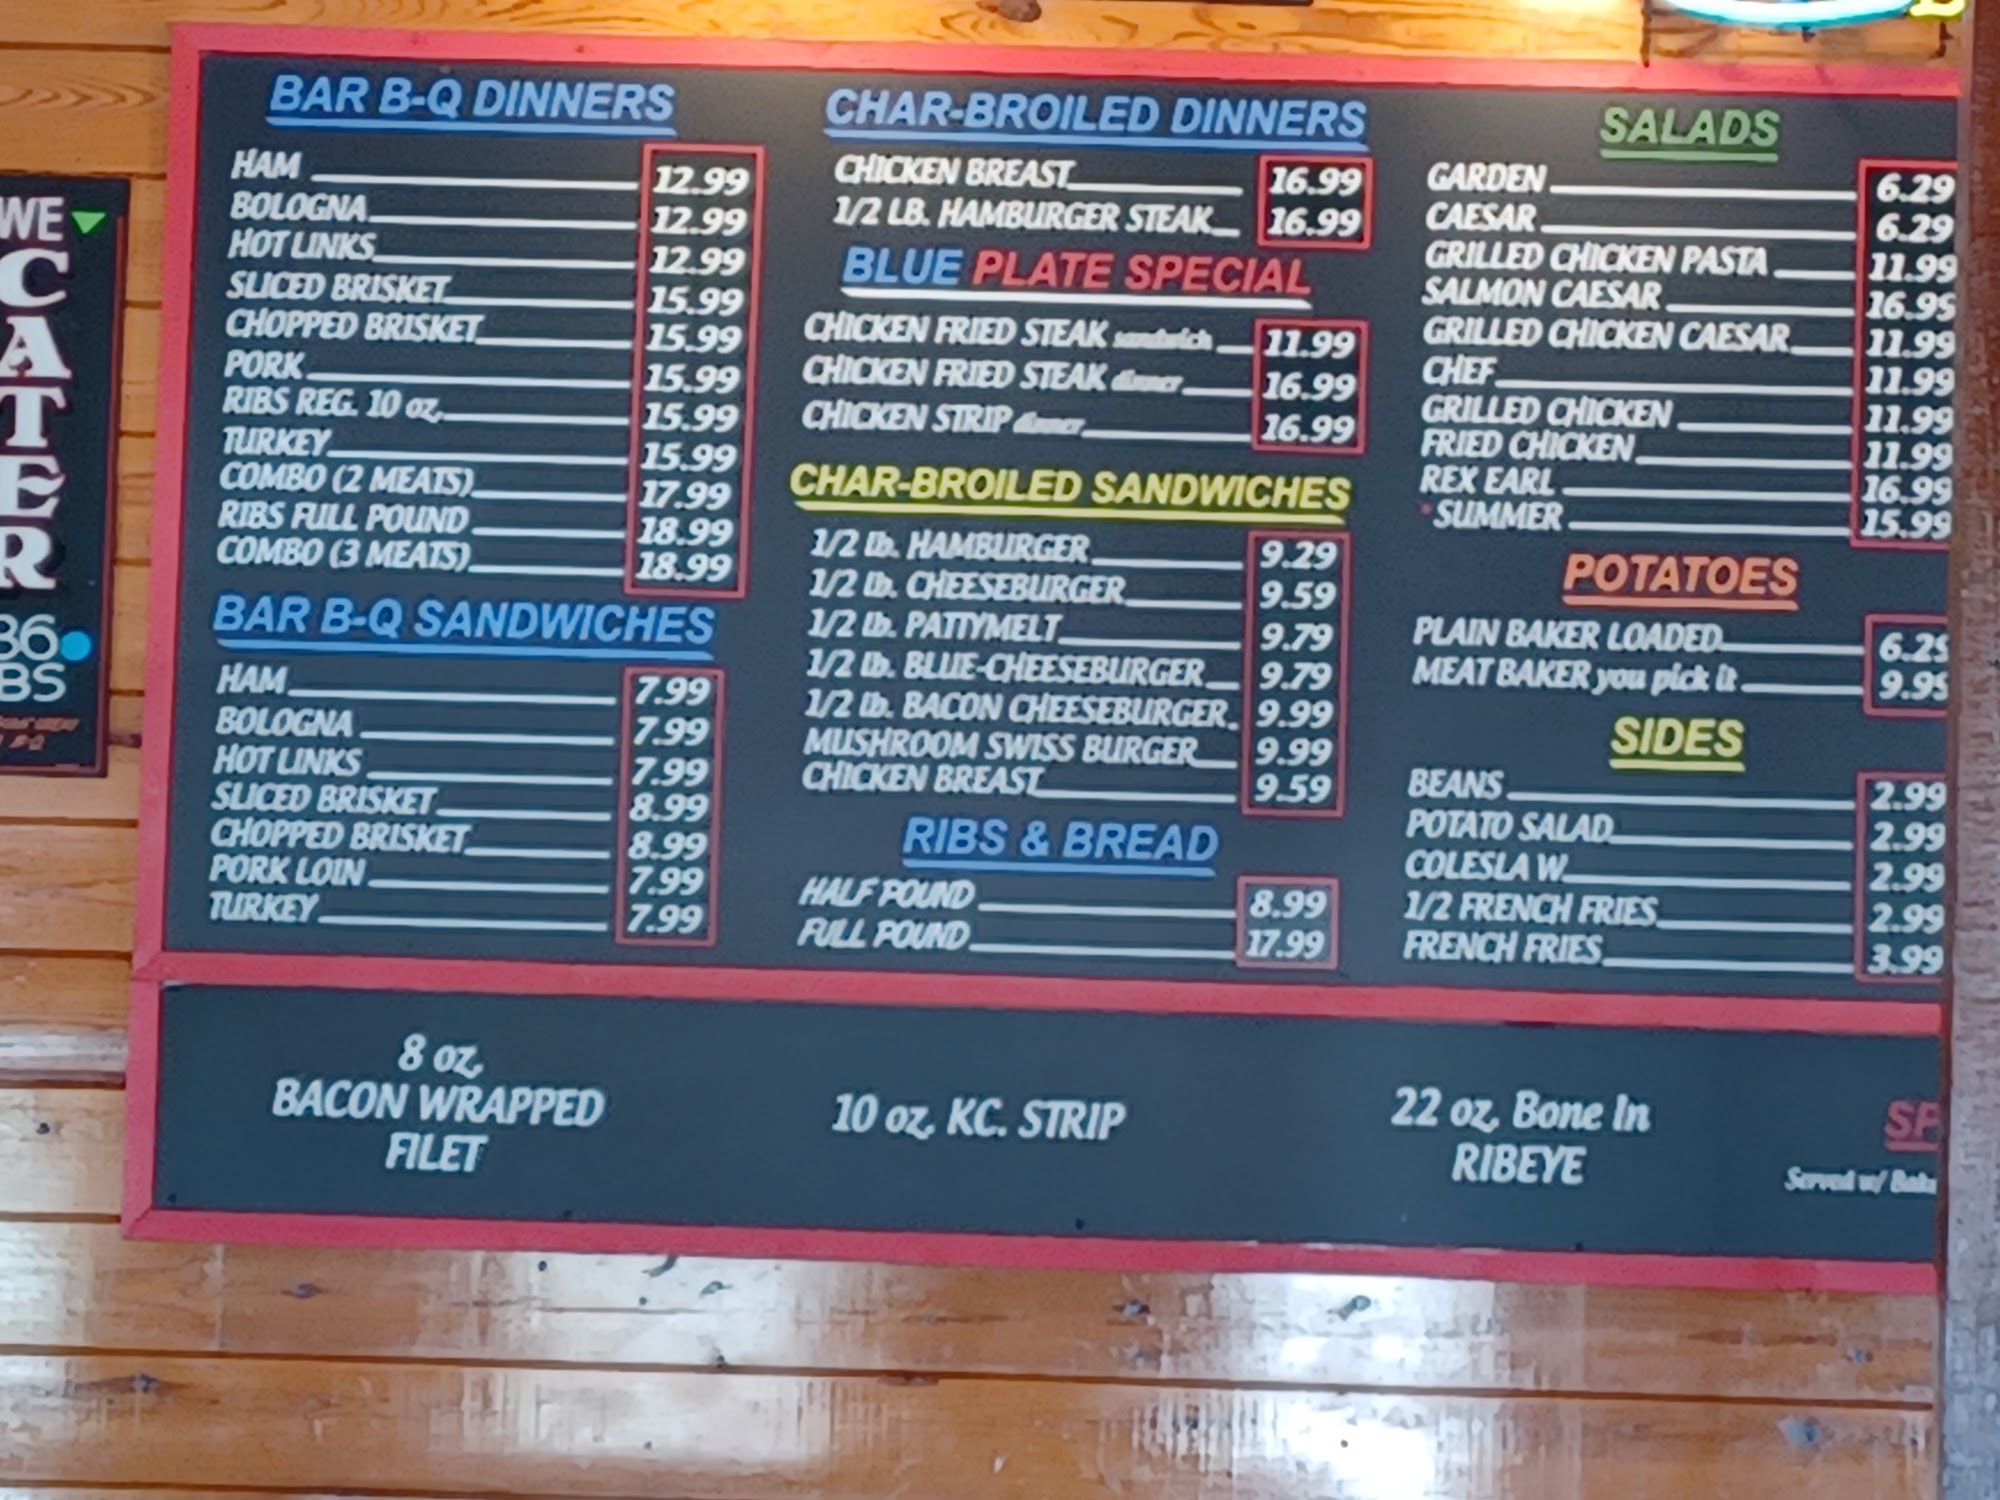 WE
CATER
BAR B-Q DINNERS
HAM 12.99
BOLOGNA 12.99
HOT LINKS 12.99
SLICED BRISKET 15.99
CHOPPED BRISKET 15.99
PORK 15.99
RIBS REG. 10 oz. 15.99
TURKEY 15.99
COMBO (2 MEATS) 17.99
RIBS FULL POUND 18.99
COMBO (3 MEATS) 18.99
BAR B-Q SANDWICHES
HAM 7.99
BOLOGNA 7.99
HOT LINKS 7.99
SLICED BRISKET 8.99
CHOPPED BRISKET 8.99
PORK LOIN 7.99
TURKEY 7.99
CHAR-BROILED DINNERS
CHICKEN BREAST 16.99
1/2 LB. HAMBURGER STEAK 16.99
BLUE PLATE SPECIAL
CHICKEN FRIED STEAK sandwich 11.99
CHICKEN FRIED STEAK dinner 16.99
CHICKEN STRIP dinner 16.99
CHAR-BROILED SANDWICHES
1/2 lb. HAMBURGER 9.29
1/2 lb. CHEESEBURGER 9.59
1/2 lb. PATTYMELT 9.79
1/2 lb. BLUE-CHEESEBURGER 9.79
1/2 lb. BACON CHEESEBURGER 9.99
MUSHROOM SWISS BURGER 9.99
CHICKEN BREAST 9.59
RIBS & BREAD
HALF POUND 8.99
FULL POUND 17.99
SALADS
GARDEN 6.29
CAESAR 6.29
GRILLED CHICKEN PASTA 11.99
SALMON CAESAR 16.99
GRILLED CHICKEN CAESAR 11.99
CHEF 11.99
GRILLED CHICKEN 11.99
FRIED CHICKEN 11.99
REX EARL 16.99
*SUMMER 15.99
POTATOES
PLAIN BAKER LOADED 6.29
MEAT BAKER you pick it 9.99
SIDES
BEANS 2.99
POTATO SALAD 2.99
COLESLA W 2.99
1/2 FRENCH FRIES 2.99
FRENCH FRIES 3.99
8 oz.
BACON WRAPPED
FILET
10 oz. KC. STRIP
22 oz. Bone In
RIBEYE
SP
Served w/